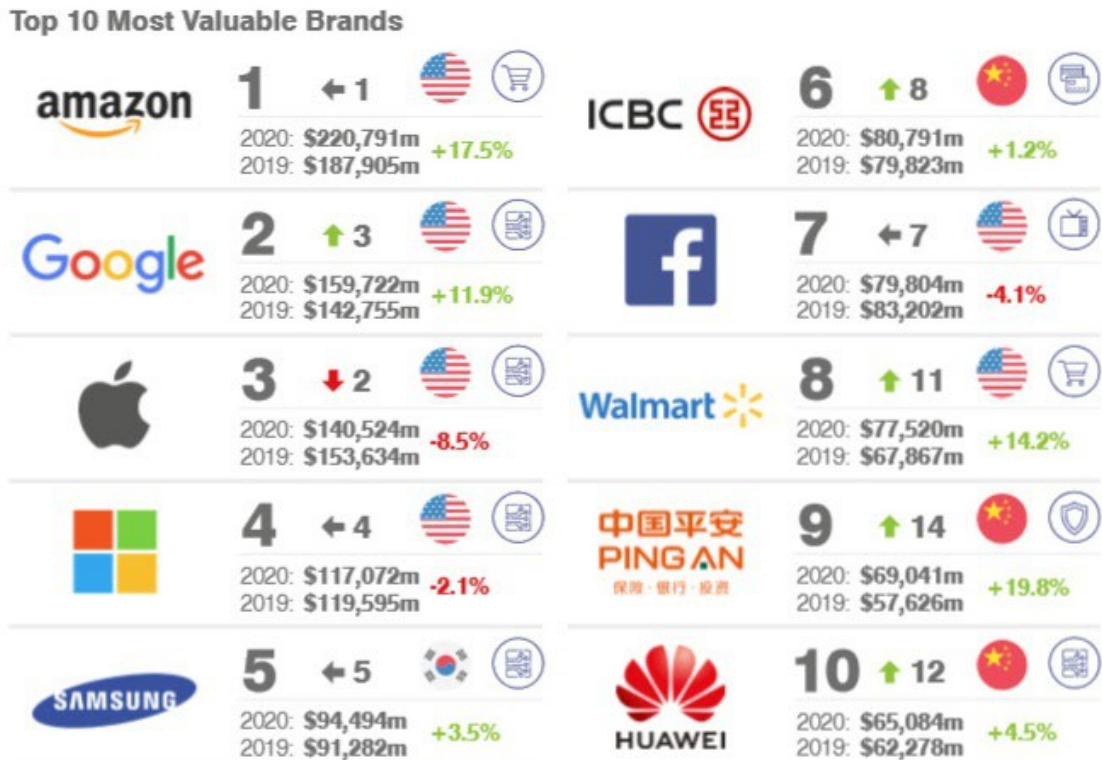 Top 10 Most Valuable Brands
amazon
1 1
2020: $220,791m +17.5%
2019: $187,905m
Google
2 3
2020: $159,722m +11.9%
2019: $142,755m
3 2
2020: $140,524m -8.5%
2019: $153,634m
4 4
2020: $117,072m -2.1%
2019: $119,595m
SAMSUNG
5 5
2020: $94,494m +3.5%
2019: $91,282m
ICBC
6 8
2020: $80,791m +1.2%
2019: $79,823m
f
7 7
2020: $79,804m -4.1%
2019: $83,202m
Walmart
8 11
2020: $77,520m +14.2%
2019: $67,867m
中国平安
PING AN
保险·银行·投资
9 14
2020: $69,041m +19.8%
2019: $57,626m
HUAWEI
10 12
2020: $65,084m +4.5%
2019: $62,278m